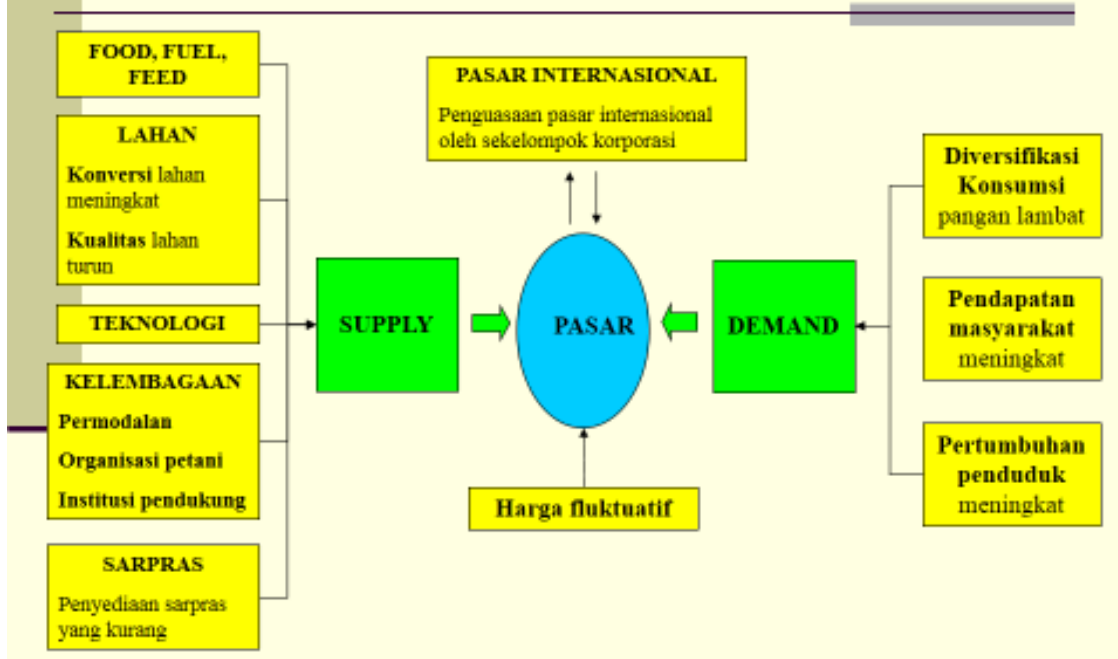 FOOD, FUEL,
FEED
LAHAN
Konversi lahan
meningkat
Kualitas lahan
turun
TEKNOLOGI
KELEMBAGAAN
Permodalan
Organisasi petani
Institusi pendukung
SARPRAS
Penyediaan sarpras
yang kurang
SUPPLY
PASAR INTERNASIONAL
Penguasaan pasar internasional
oleh sekelompok korporasi
PASAR
Harga fluktuatif
DEMAND
Diversifikasi
Konsumsi
pangan lambat
Pendapatan
masyarakat
meningkat
Pertumbuhan
penduduk
meningkat